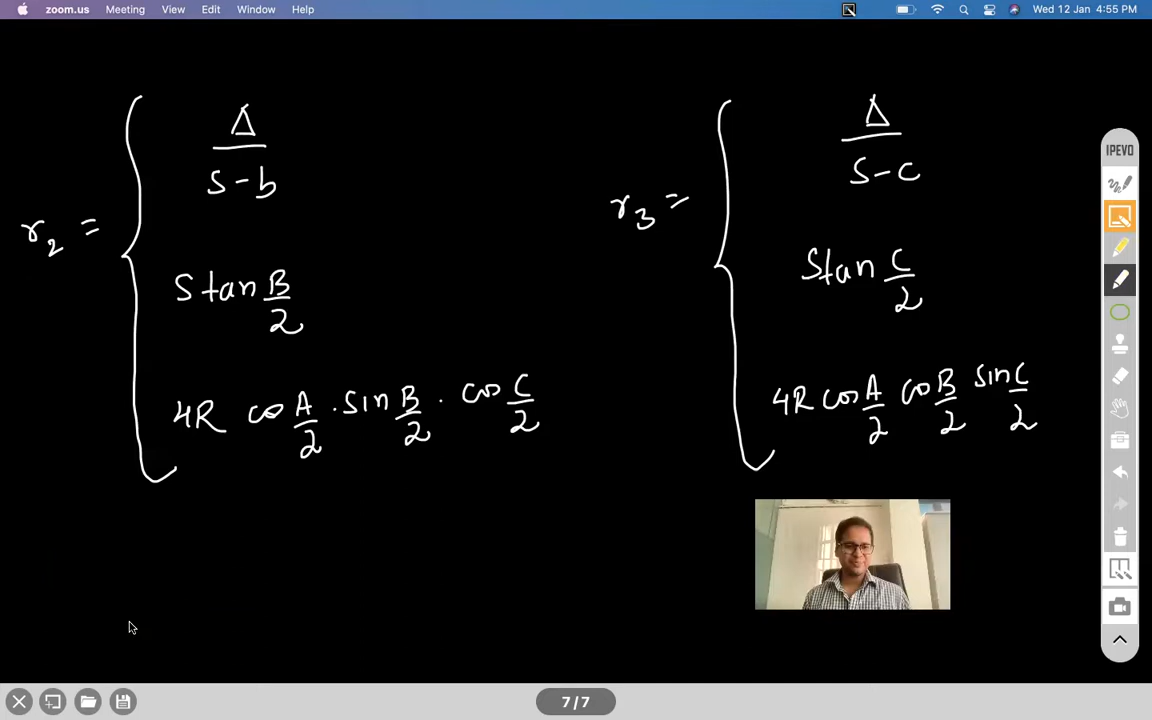 zoom.us Meeting View Edit Window Help Wed 12 Jan 4:55 PM
IPEVO
r₂ =
Δ
s-b
s tan B/2
4R cos A/2 . sin B/2 . cos C/2
r₃ =
Δ
s-c
s tan C/2
4R cos A/2 cos B/2 sin C/2
7/7